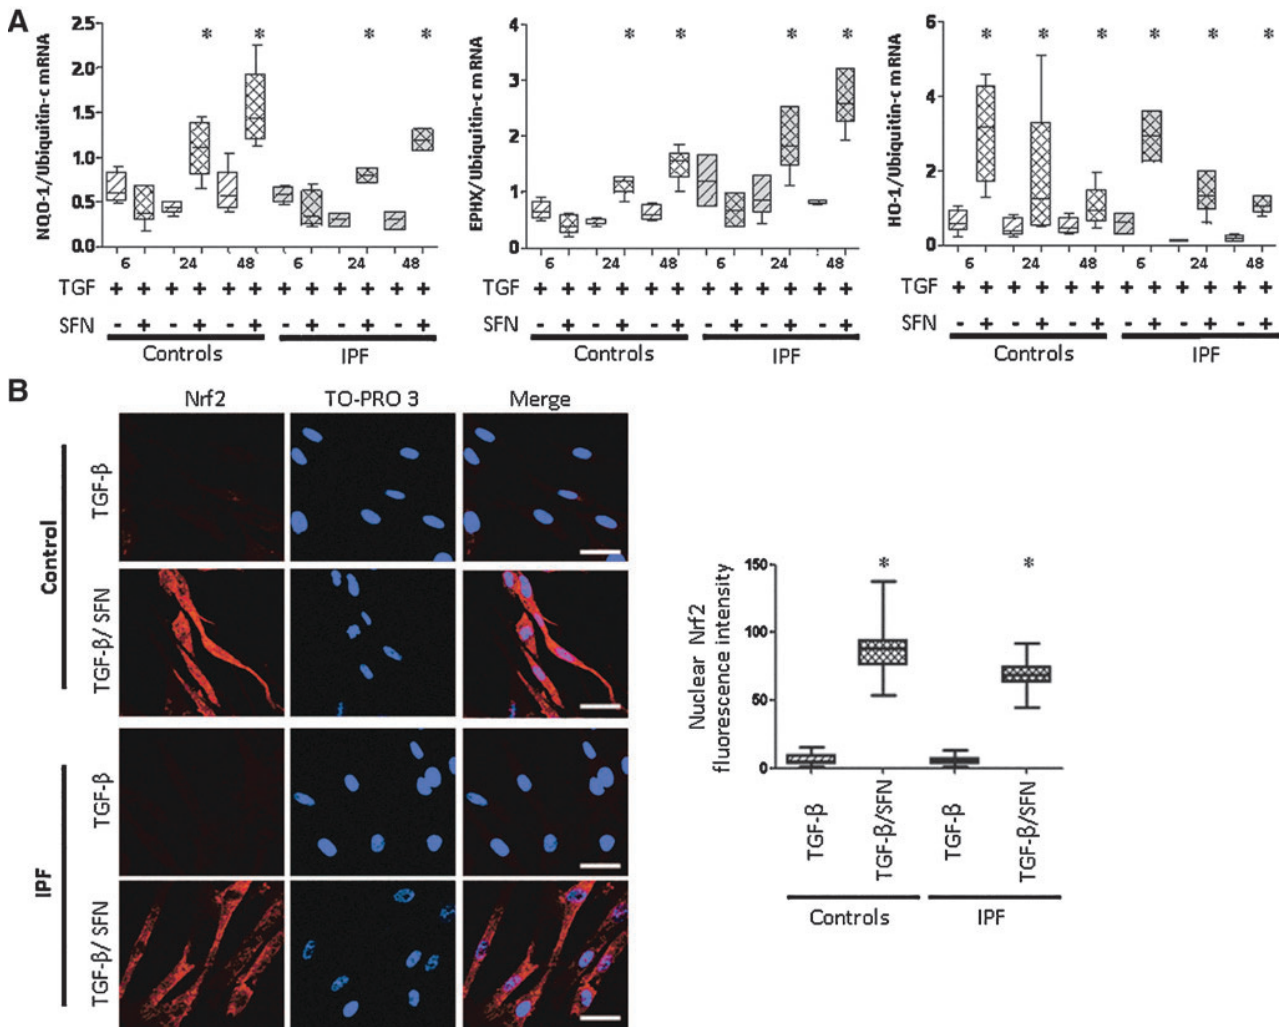 A
NQO-1/Ubiquitin-c mRNA
2.5
2.0
1.5
1.0
0.5
0.0
* * * *
6 24 48 6 24 48
TGF + + + + + + + + + + + +
SFN - + - + - + - + - + - +
Controls IPF
EPHX/Ubiquitin-c mRNA
4
3
2
1
0
* * * *
6 24 48 6 24 48
TGF + + + + + + + + + + + +
SFN - + - + - + - + - + - +
Controls IPF
HO-1/Ubiquitin-c mRNA
6
4
2
0
* * * * * *
6 24 48 6 24 48
TGF + + + + + + + + + + + +
SFN - + - + - + - + - + - +
Controls IPF
B
Nrf2 TO-PRO 3 Merge
Control
TGF-β
TGF-β/ SFN
IPF
TGF-β
TGF-β/ SFN
Nuclear Nrf2
fluorescence intensity
150
100
50
0
* *
TGF-β
TGF-β/SFN
TGF-β
TGF-β/SFN
Controls IPF